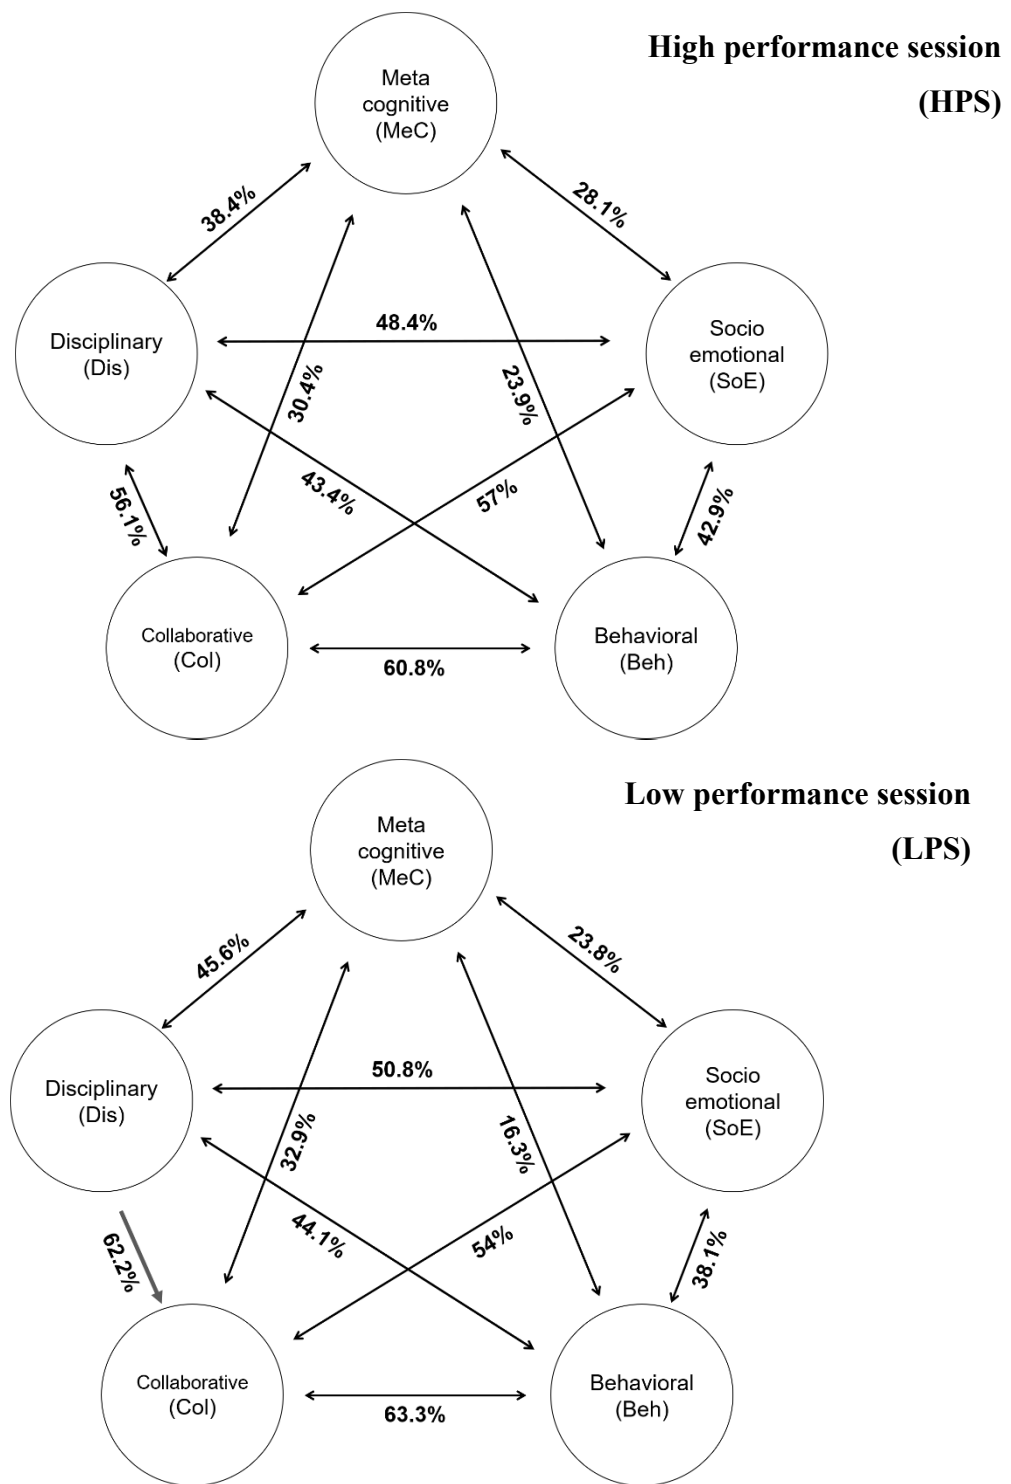 High performance session
(HPS)
Meta
cognitive
(MeC)
38.4%
28.1%
48.4%
Disciplinary
(Dis)
Socio
emotional
(SoE)
30.4%
23.9%
43.4%
57%
56.1%
42.9%
Collaborative
(Col)
Behavioral
(Beh)
60.8%
Low performance session
(LPS)
Meta
cognitive
(MeC)
45.6%
23.8%
50.8%
Disciplinary
(Dis)
Socio
emotional
(SoE)
32.9%
16.3%
44.1%
54%
62.2%
38.1%
Collaborative
(Col)
Behavioral
(Beh)
63.3%